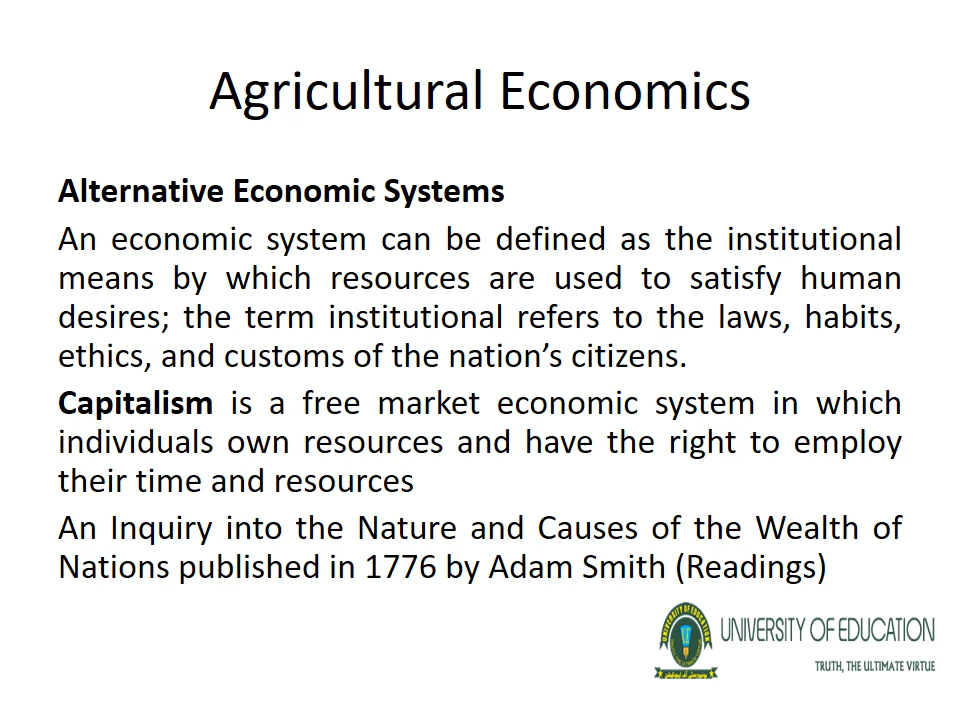 Agricultural Economics
Alternative Economic Systems
An economic system can be defined as the institutional
means by which resources are used to satisfy human
desires; the term institutional refers to the laws, habits,
ethics, and customs of the nation’s citizens.
Capitalism is a free market economic system in which
individuals own resources and have the right to employ
their time and resources
An Inquiry into the Nature and Causes of the Wealth of
Nations published in 1776 by Adam Smith (Readings)
UNIVERSITY OF EDUCATION
UNIVERSITY OF EDUCATION
TRUTH, THE ULTIMATE VIRTUE